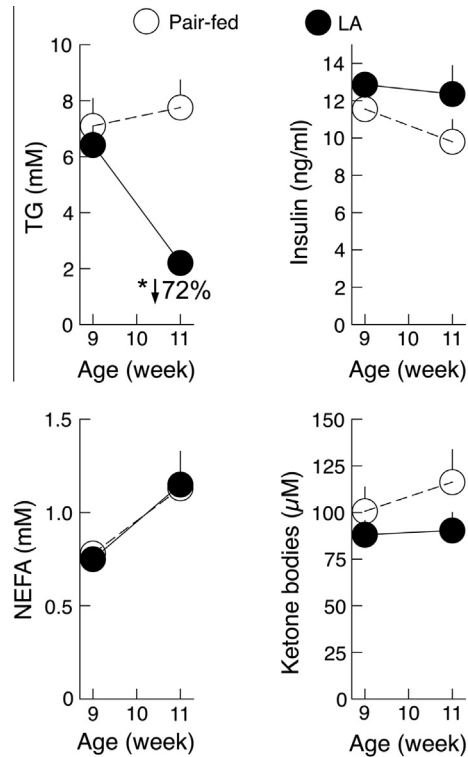 Pair-fed LA
10
8
6
4
2
0
TG (mM)
* ↓72%
9 10 11
Age (week)
14
12
10
8
6
4
2
0
Insulin (ng/ml)
9 10 11
Age (week)
1.5
1.0
0.5
0
NEFA (mM)
9 10 11
Age (week)
150
125
100
75
50
25
0
Ketone bodies (µM)
9 10 11
Age (week)